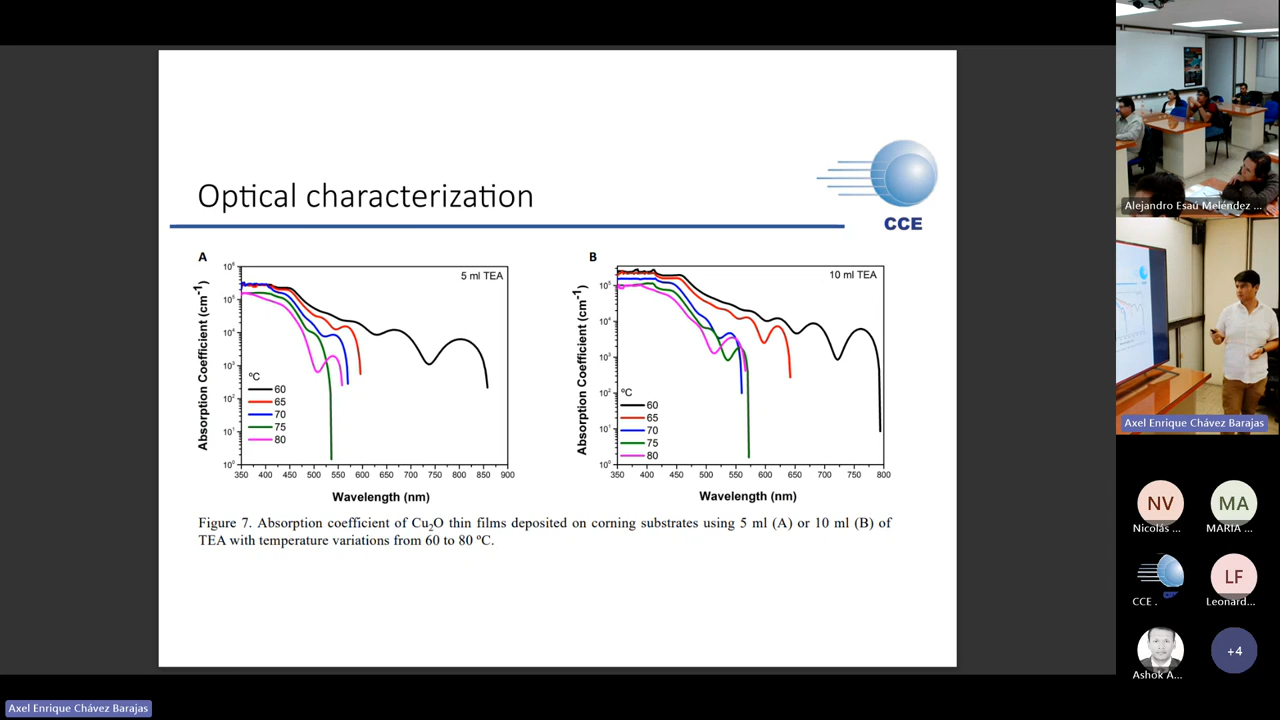 Optical characterization
CCE
A
5 ml TEA
Absorption Coefficient (cm⁻¹)
10⁶
10⁵
10⁴
10³
10²
10¹
10⁰
ºC
60
65
70
75
80
350 400 450 500 550 600 650 700 750 800 850 900
Wavelength (nm)
B
10 ml TEA
Absorption Coefficient (cm⁻¹)
10⁵
10⁴
10³
10²
10¹
10⁰
ºC
60
65
70
75
80
350 400 450 500 550 600 650 700 750 800
Wavelength (nm)
Figure 7. Absorption coefficient of Cu₂O thin films deposited on corning substrates using 5 ml (A) or 10 ml (B) of
TEA with temperature variations from 60 to 80 ºC.
Alejandro Esaú Meléndez ...
Axel Enrique Chávez Barajas
NV
Nicolás ...
MA
MARIA ...
CCE .
LF
Leonard...
Ashok A...
+4
Axel Enrique Chávez Barajas